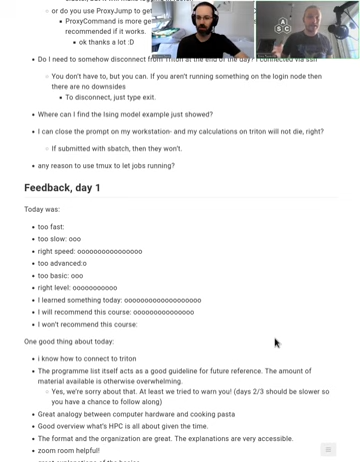 or do you use ProxyJump to get
ProxyCommand is more ge
recommended if it works.
ok thanks a lot :D
Do I need to somehow disconnect from Triton at the end of the day? I connected via ssh
You don't have to, but you can. If you aren't running something on the login node then
there are no downsides
To disconnect, just type exit.
Where can I find the Ising model example just showed?
I can close the prompt on my workstation- and my calculations on triton will not die, right?
If submitted with sbatch, then they won't.
any reason to use tmux to let jobs running?
Feedback, day 1
Today was:
too fast:
too slow: ooo
right speed: oooooooooooooooo
too advanced:o
too basic: ooo
right level: ooooooooooo
I learned something today: ooooooooooooooooooo
I will recommend this course: ooooooooooooooo
I won't recommend this course:
One good thing about today:
i know how to connect to triton
The programme list itself acts as a good guideline for future reference. The amount of
material available is otherwise overwhelming.
Yes, we're sorry about that. At least we tried to warn you! (days 2/3 should be slower so
you have a chance to follow along)
Great analogy between computer hardware and cooking pasta
Good overview what's HPC is all about given the time.
The format and the organization are great. The explanations are very accessible.
zoom room helpful!
A
S C